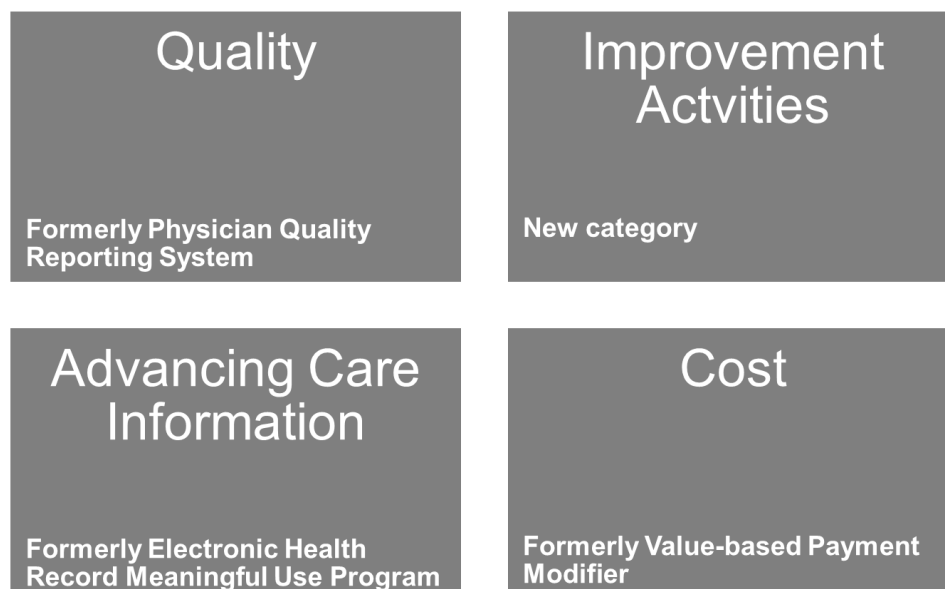 Quality
Formerly Physician Quality
Reporting System
Improvement
Actvities
New category
Advancing Care
Information
Formerly Electronic Health
Record Meaningful Use Program
Cost
Formerly Value-based Payment
Modifier